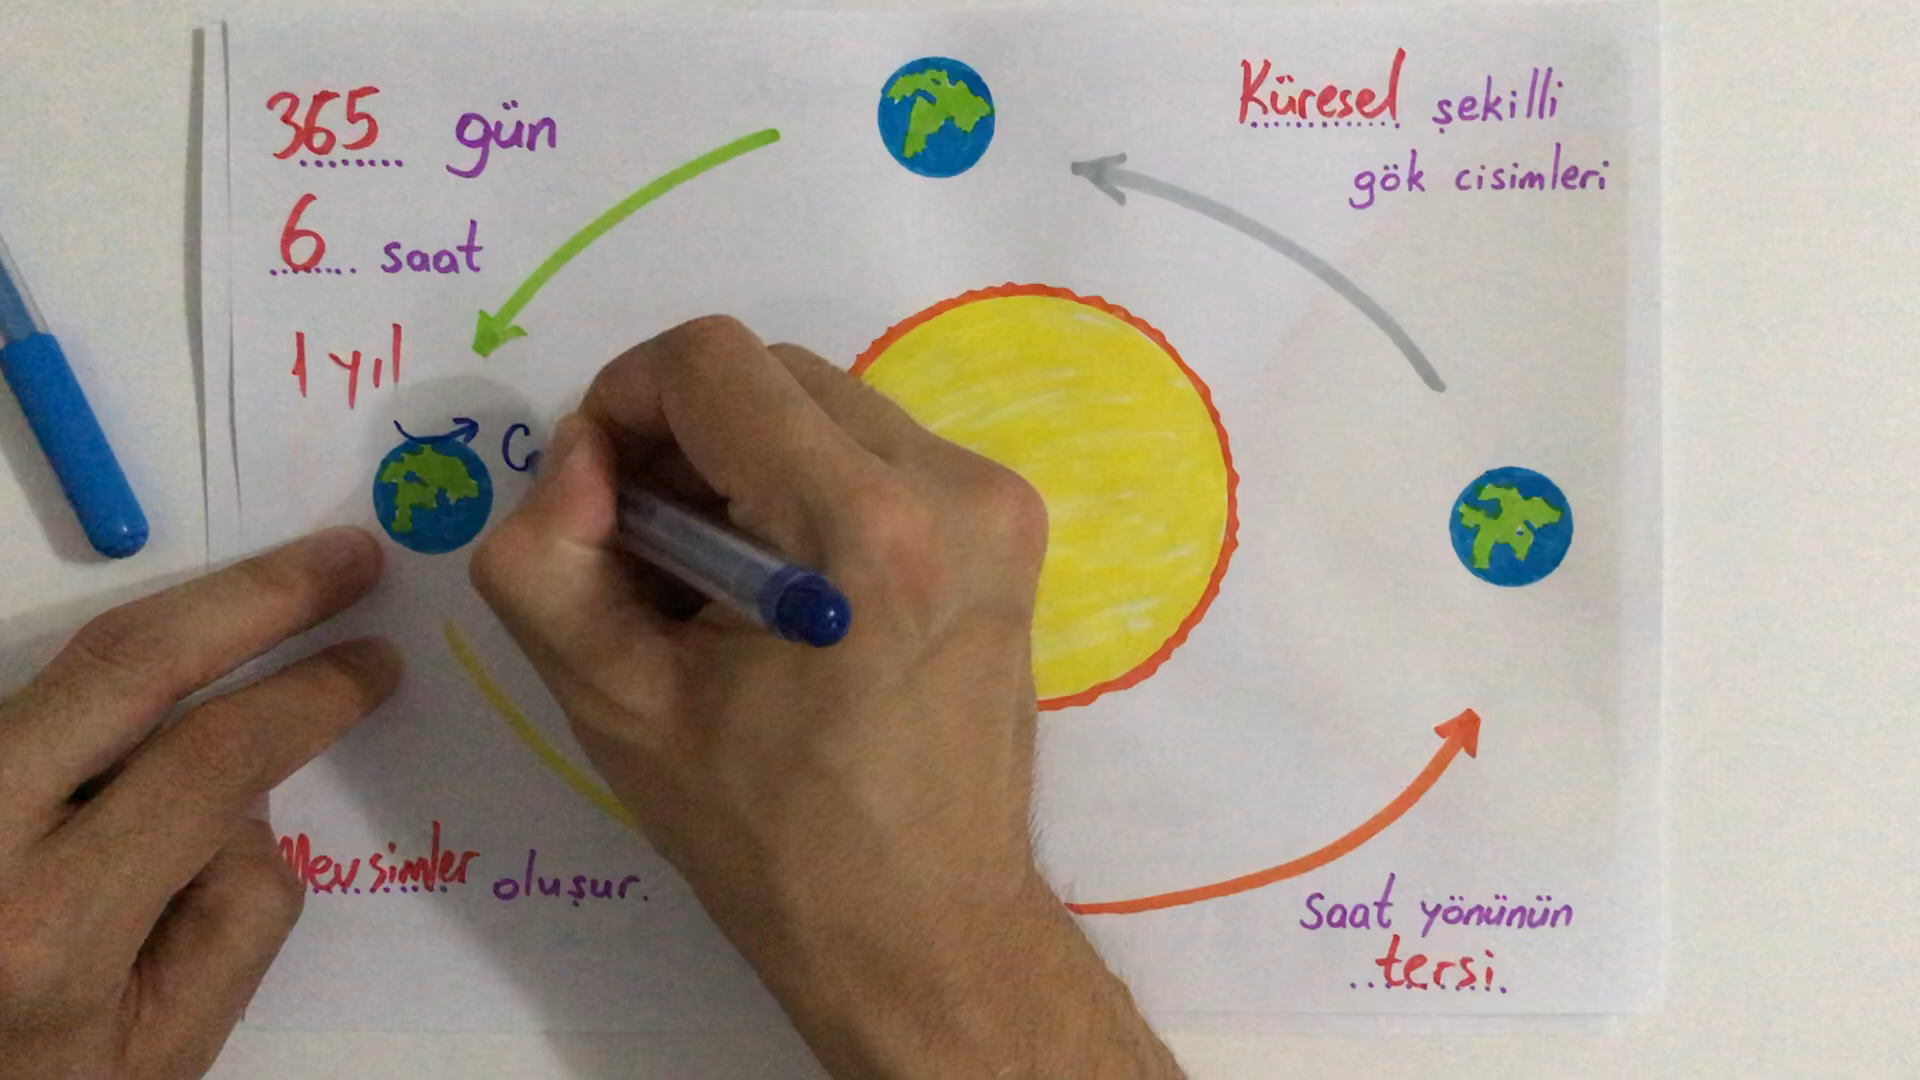 365 gün
6 saat
1 yıl
Küresel şekilli
gök cisimleri
Mevsimler oluşur.
Saat yönünün
tersi.